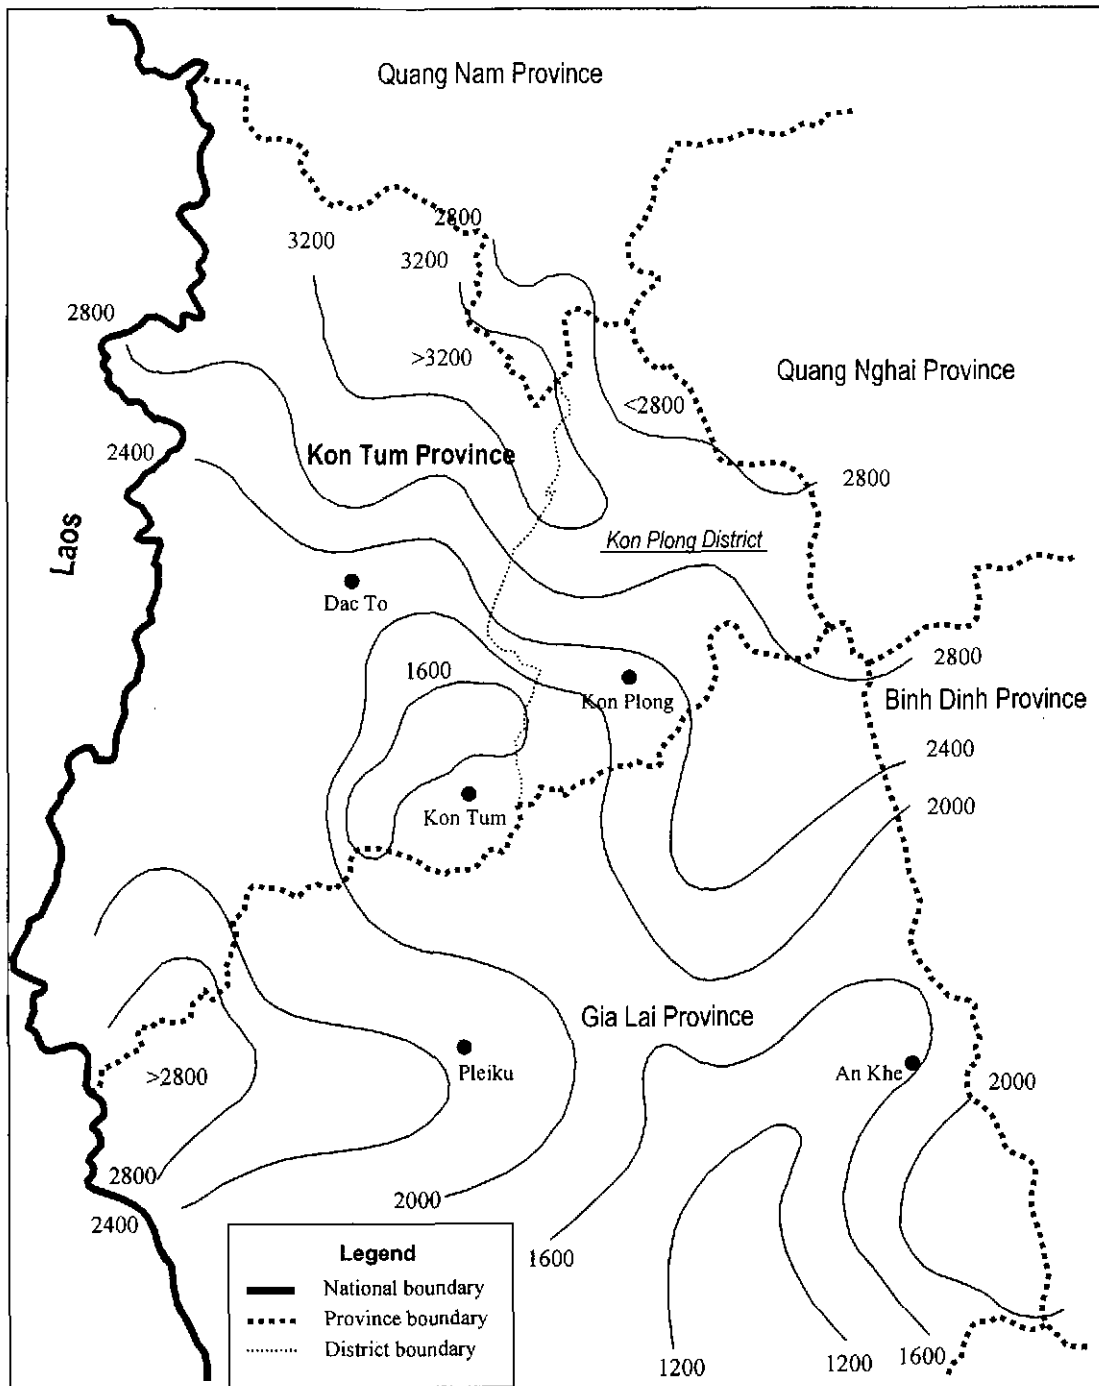 Quang Nam Province
2800
3200
3200
2800
>3200
Quang Nghai Province
<2800
2400
Kon Tum Province
2800
Laos
Kon Plong District
Dac To
1600
2800
Kon Plong
Binh Dinh Province
2400
2000
Kon Tum
Gia Lai Province
>2800
Pleiku
An Khe
2000
2800
2000
2400
1600
1200
1200
1600
Legend
National boundary
Province boundary
District boundary